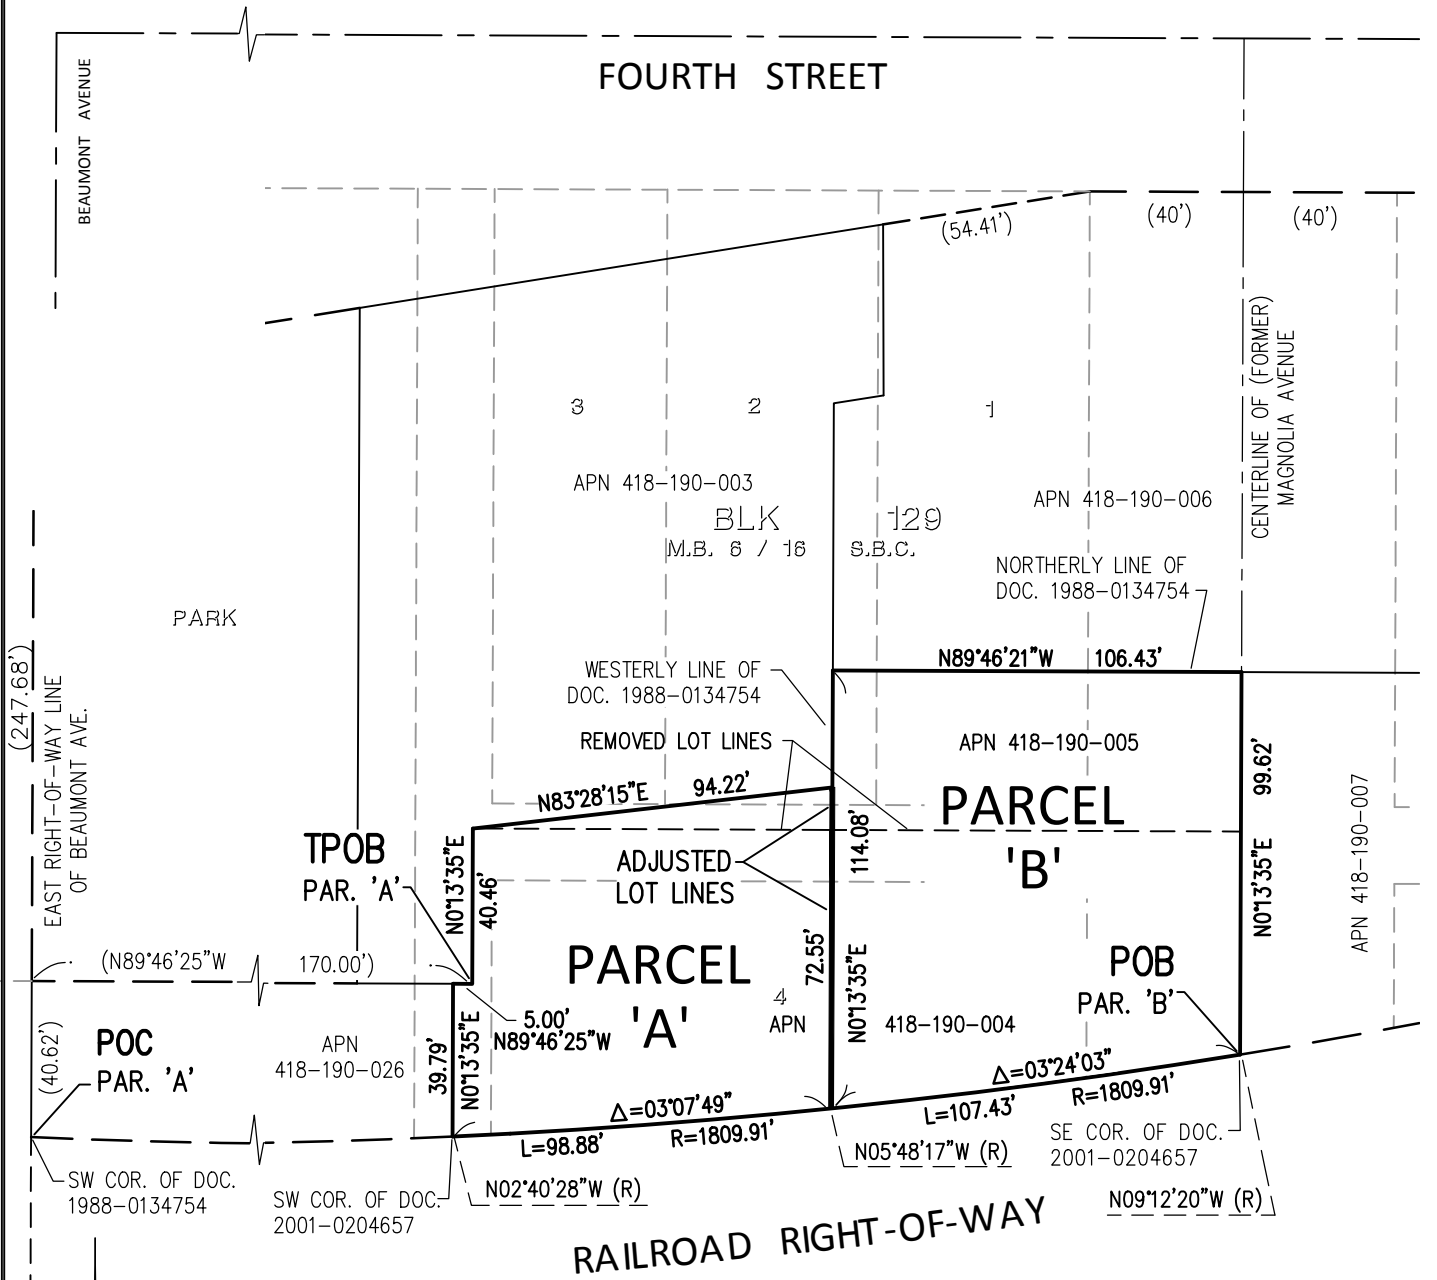 FOURTH STREET
BEAUMONT AVENUE
(54.41')
(40')
(40')
CENTERLINE OF (FORMER)
MAGNOLIA AVENUE
3
2
1
APN 418-190-003
APN 418-190-006
BLK 129
M.B. 6 / 16 S.B.C.
NORTHERLY LINE OF
DOC. 1988-0134754
PARK
(247.68')
EAST RIGHT-OF-WAY LINE
OF BEAUMONT AVE.
WESTERLY LINE OF
DOC. 1988-0134754
N89°46'21"W 106.43'
REMOVED LOT LINES
APN 418-190-005
99.62'
N0°13'35"E
APN 418-190-007
N83°28'15"E 94.22'
PARCEL
'B'
114.08'
N0°13'35"E
TPOB
PAR. 'A'
N0°13'35"E
40.46'
ADJUSTED
LOT LINES
72.55'
PARCEL
'A'
(N89°46'25"W 170.00')
POB
PAR. 'B'
4
APN 418-190-004
5.00'
N89°46'25"W
(40.62')
POC
PAR. 'A'
APN
418-190-026
39.79'
N0°13'35"E
Δ=03°07'49"
L=98.88' R=1809.91'
Δ=03°24'03"
L=107.43' R=1809.91'
SE COR. OF DOC.
2001-0204657
N05°48'17"W (R)
SW COR. OF DOC.
1988-0134754
SW COR. OF DOC.
2001-0204657
N02°40'28"W (R)
N09°12'20"W (R)
RAILROAD RIGHT-OF-WAY